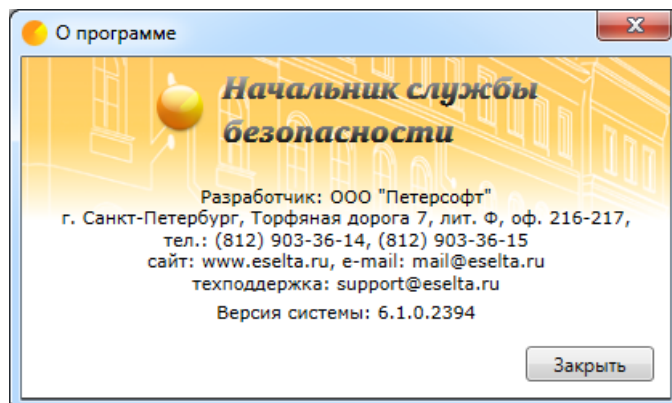 О программе
Начальник службы
безопасности
Разработчик: ООО "Петерсофт"
г. Санкт-Петербург, Торфяная дорога 7, лит. Ф, оф. 216-217,
тел.: (812) 903-36-14, (812) 903-36-15
сайт: www.eselta.ru, e-mail: mail@eselta.ru
техподдержка: support@eselta.ru
Версия системы: 6.1.0.2394
Закрыть